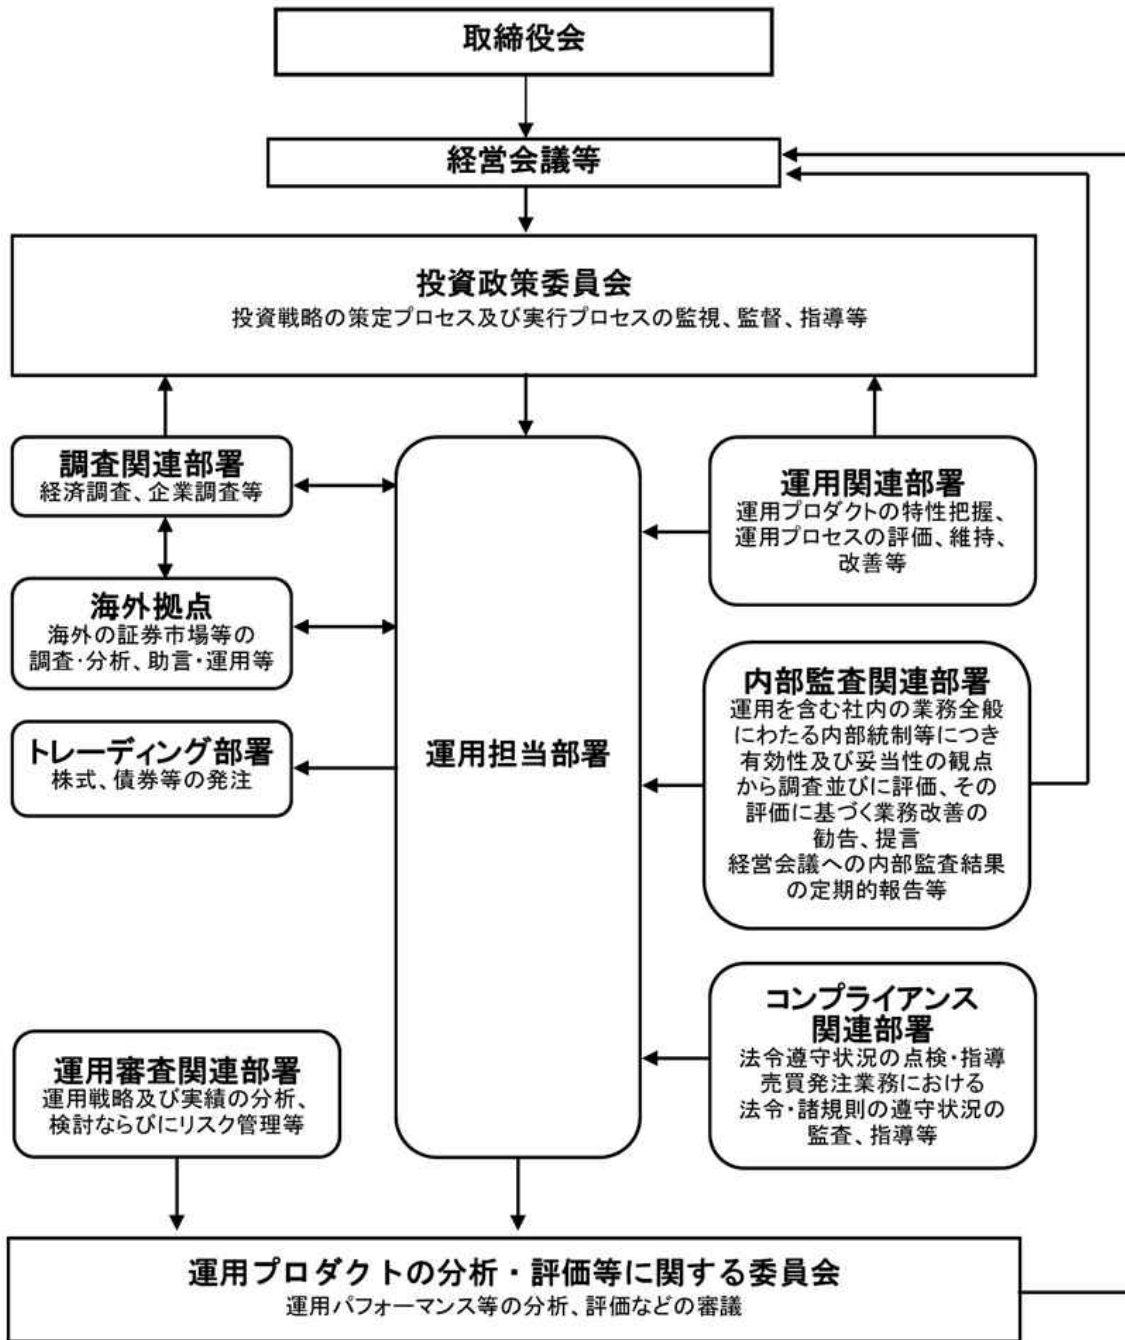 取締役会
経営会議等
投資政策委員会
投資戦略の策定プロセス及び実行プロセスの監視、監督、指導等
調査関連部署
経済調査、企業調査等
海外拠点
海外の証券市場等の
調査・分析、助言・運用等
トレーディング部署
株式、債券等の発注
運用担当部署
運用関連部署
運用プロダクトの特性把握、
運用プロセスの評価、維持、
改善等
内部監査関連部署
運用を含む社内の業務全般
にわたる内部統制等につき
有効性及び妥当性の観点
から調査並びに評価、その
評価に基づく業務改善の
勧告、提言
経営会議への内部監査結果
の定期的報告等
コンプライアンス
関連部署
法令遵守状況の点検・指導
売買発注業務における
法令・諸規則の遵守状況の
監査、指導等
運用審査関連部署
運用戦略及び実績の分析、
検討ならびにリスク管理等
運用プロダクトの分析・評価等に関する委員会
運用パフォーマンス等の分析、評価などの審議